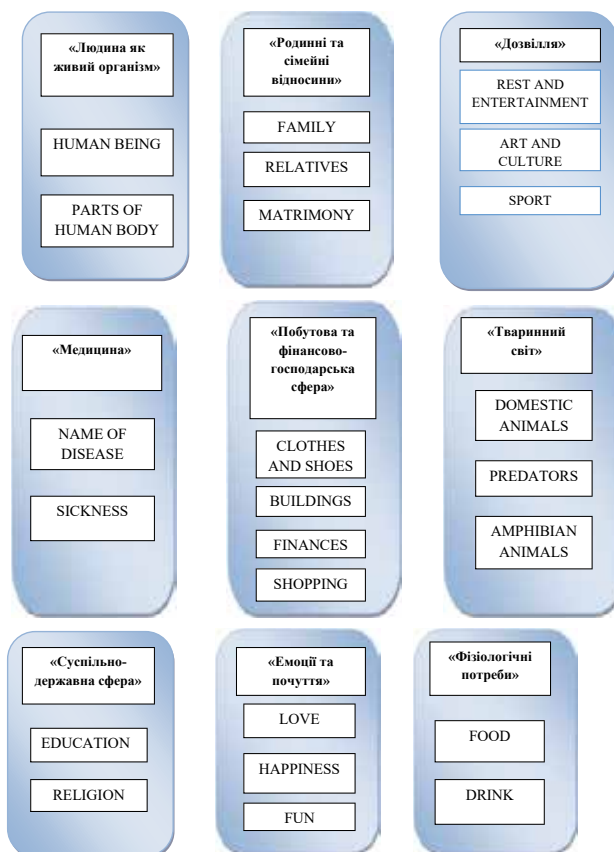 «Людина як
живий організм»
HUMAN BEING
PARTS OF
HUMAN BODY
«Родинні та
сімейні
відносини»
FAMILY
RELATIVES
MATRIMONY
«Дозвілля»
REST AND
ENTERTAINMENT
ART AND
CULTURE
SPORT
«Медицина»
NAME OF
DISEASE
SICKNESS
«Побутова та
фінансово-
господарська
сфера»
CLOTHES
AND SHOES
BUILDINGS
FINANCES
SHOPPING
«Тваринний
світ»
DOMESTIC
ANIMALS
PREDATORS
AMPHIBIAN
ANIMALS
«Суспільно-
державна сфера»
EDUCATION
RELIGION
«Емоції та
почуття»
LOVE
HAPPINESS
FUN
«Фізіологічні
потреби»
FOOD
DRINK